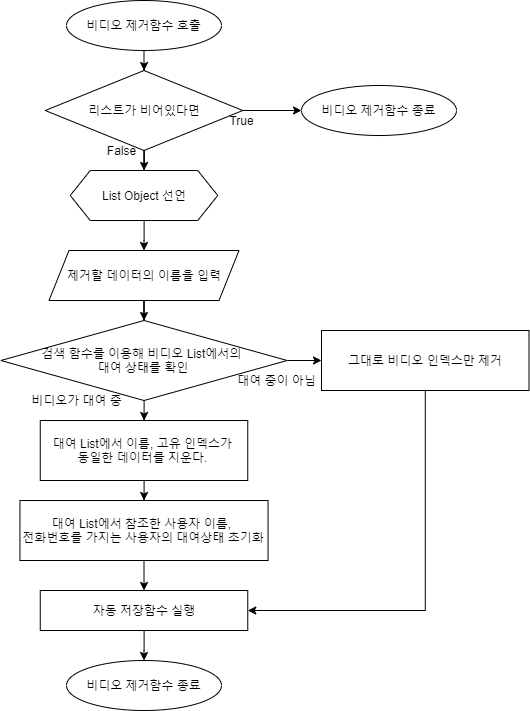 비디오 제거함수 호출
리스트가 비어있다면
비디오 제거함수 종료
True
False
List Object 선언
제거할 데이터의 이름을 입력
검색 함수를 이용해 비디오 List에서의
대여 상태를 확인
그대로 비디오 인덱스만 제거
대여 중이 아님
비디오가 대여 중
대여 List에서 이름, 고유 인덱스가
동일한 데이터를 지운다.
대여 List에서 참조한 사용자 이름,
전화번호를 가지는 사용자의 대여상태 초기화
자동 저장함수 실행
비디오 제거함수 종료